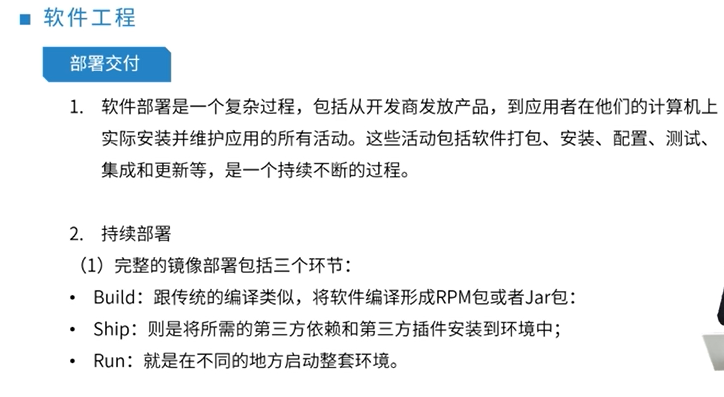 ■ 软件工程
部署交付
1. 软件部署是一个复杂过程，包括从开发商发放产品，到应用者在他们的计算机上
实际安装并维护应用的所有活动。这些活动包括软件打包、安装、配置、测试、
集成和更新等，是一个持续不断的过程。
2. 持续部署
（1）完整的镜像部署包括三个环节：
• Build：跟传统的编译类似，将软件编译形成RPM包或者Jar包：
• Ship：则是将所需的第三方依赖和第三方插件安装到环境中；
• Run：就是在不同的地方启动整套环境。